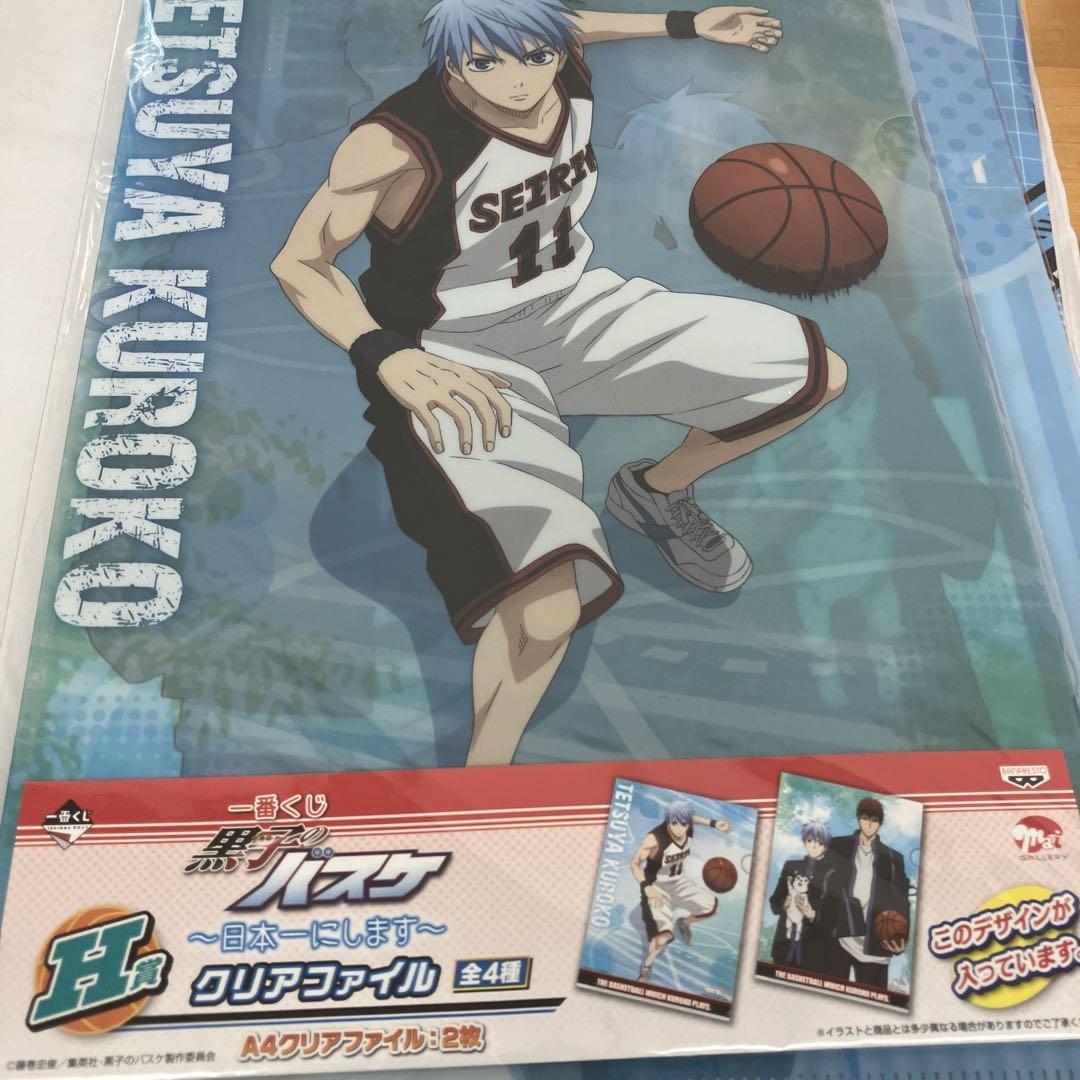 ETSUYA KUROKO
SEIRIN
11
一番くじ
一番くじ
黒子の
バスケ
～日本一にします～
H賞
クリアファイル 全4種
A4クリアファイル：2枚
©藤巻忠俊／集英社・黒子のバスケ製作委員会
TETSUYA KUROKO
SEIRIN
11
THE BASKETBALL WHICH KUROKO PLAYS.
THE BASKETBALL WHICH KUROKO PLAYS.
BANPRESTO
mai
GALLERY
このデザインが
入っています。
※イラストと商品とは多少異なる場合がありますのでご了承く